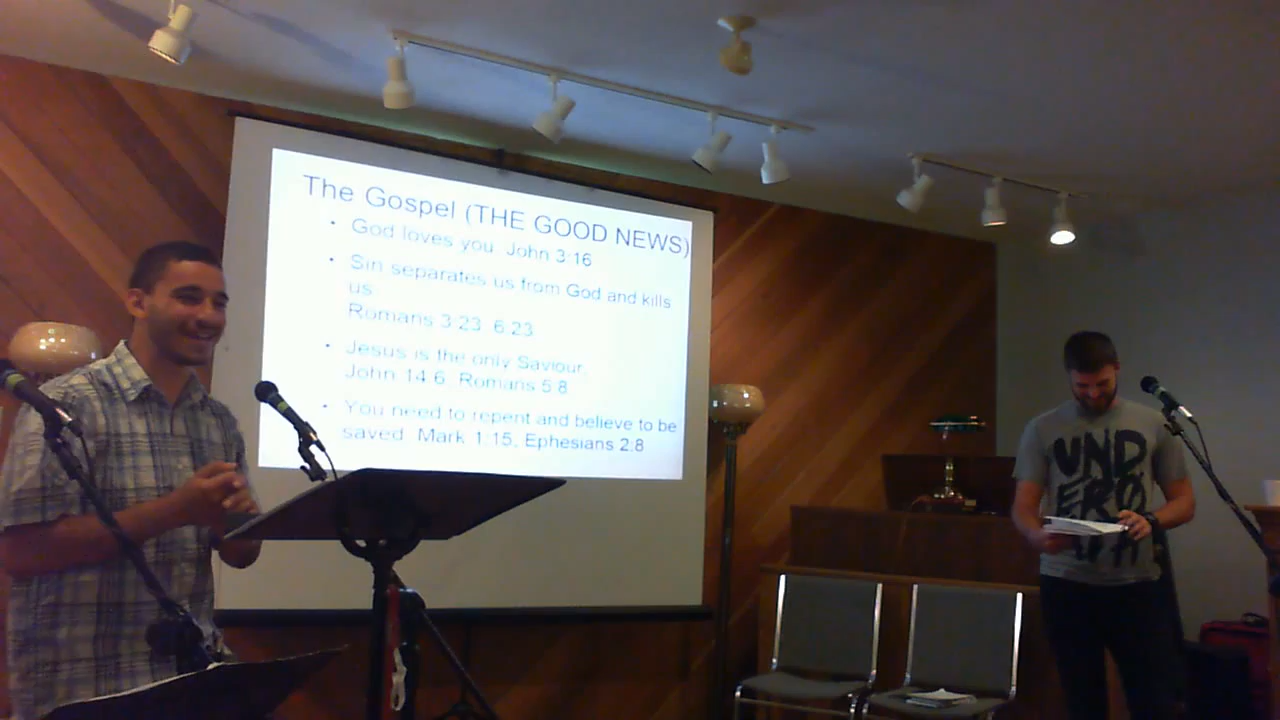 The Gospel (THE GOOD NEWS)
• God loves you John 3:16
• Sin separates us from God and kills
us
Romans 3:23 6:23
• Jesus is the only Saviour
John 14:6, Romans 5:8
• You need to repent and believe to be
saved Mark 1:15, Ephesians 2:8
UND
ERØ